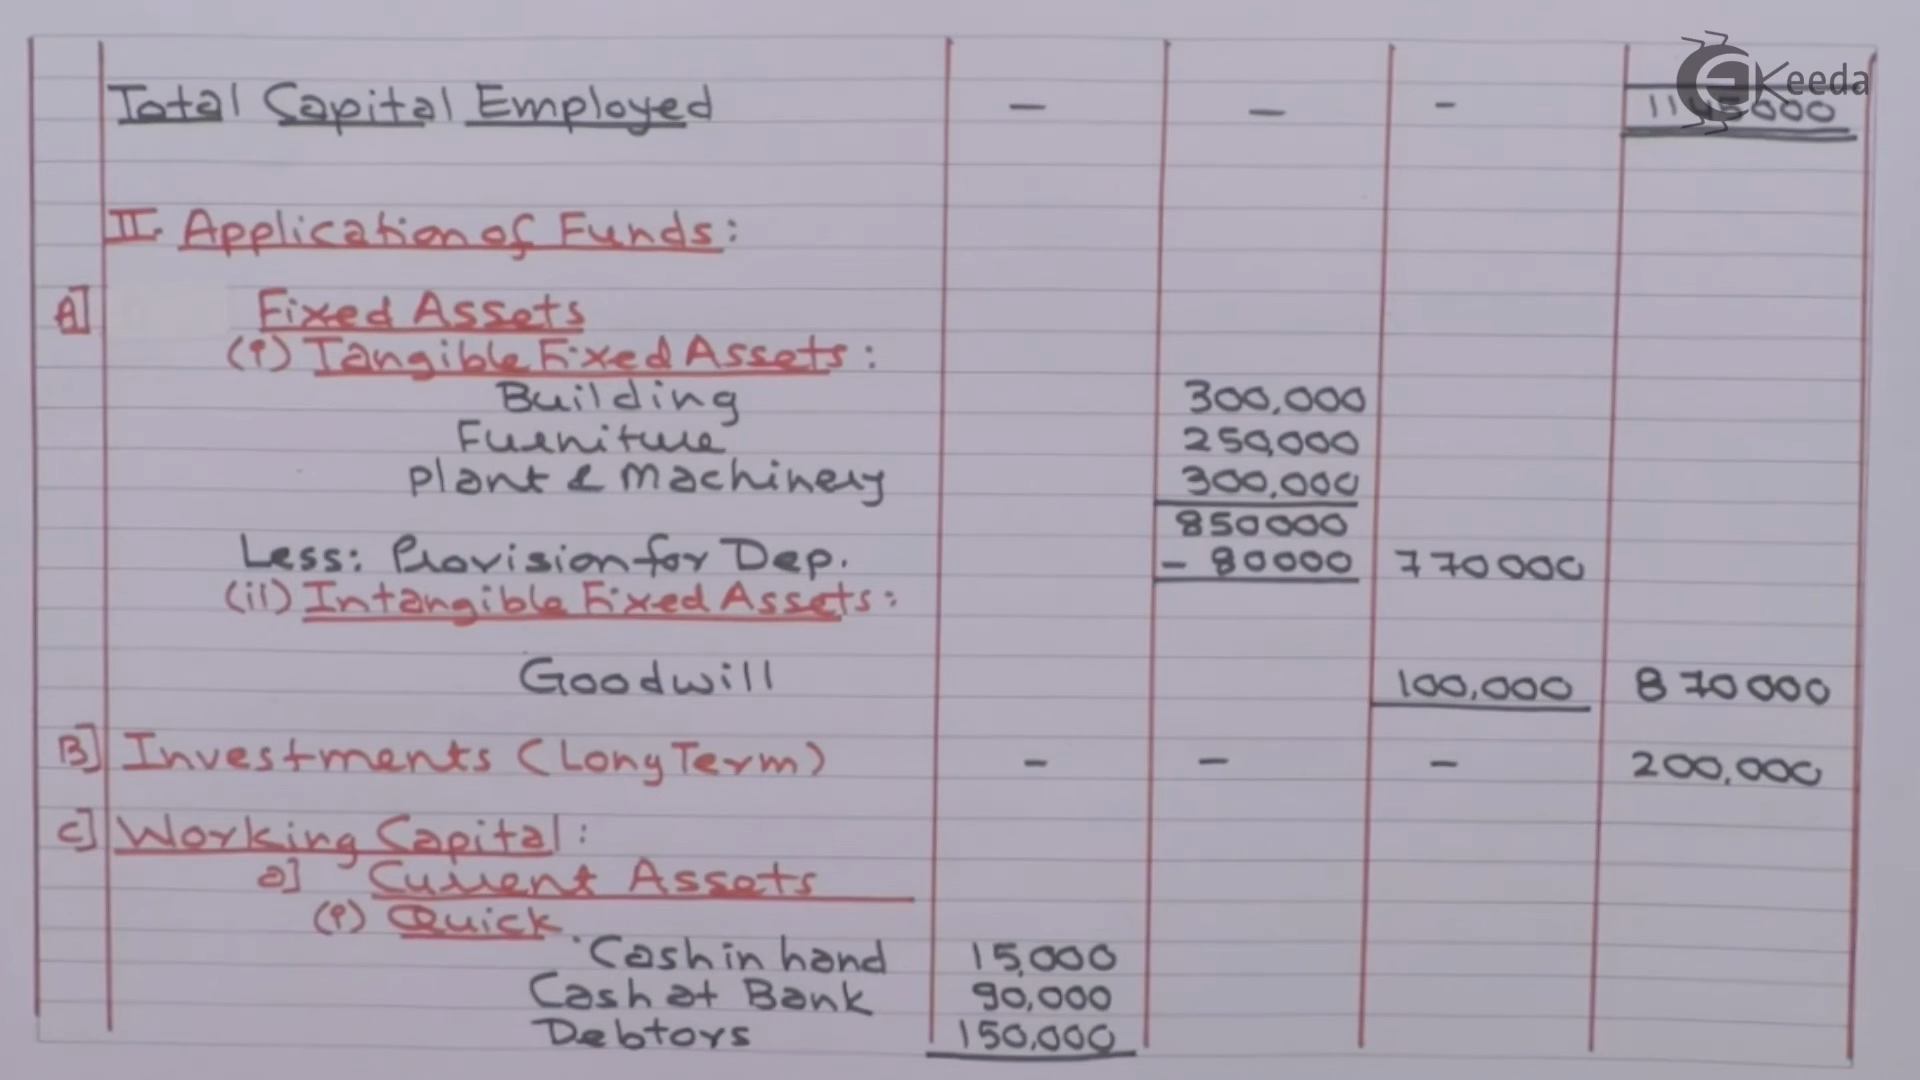 Keeda
Total Capital Employed - - - 1145000
II. Application of Funds:
A] Fixed Assets
(i) Tangible Fixed Assets:
Building 300,000
Furniture 250,000
Plant & Machinery 300,000
850000
Less: Provision for Dep. - 80000 770000
(ii) Intangible Fixed Assets:
Goodwill 100,000 870000
B] Investments (Long Term) - - - 200,000
C] Working Capital:
a] Current Assets
(i) Quick
Cash in hand 15,000
Cash at Bank 90,000
Debtors 150,000